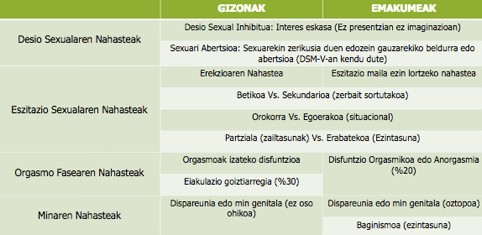 GIZONAK EMAKUMEAK
Desio Sexualaren Nahasteak
Desio Sexual Inhibitua: Interes eskasa (Ez presentzian ez imaginazioan)
Sexuari Abertsioa: Sexuarekin zerikusia duen edozein gauzarekiko beldurra edo
abertsioa (DSM-V-an kendu dute)
Eszitazio Sexualaren Nahasteak
Erekzioaren Nahastea Eszitazio maila ezin lortzeko nahastea
Betikoa Vs. Sekundarioa (zerbait sortutakoa)
Orokorra Vs. Egoerakoa (situacional)
Partziala (zailtasunak) Vs. Erabatekoa (Ezintasuna)
Orgasmo Fasearen Nahasteak
Orgasmoak izateko disfuntzioa Disfuntzio Orgasmikoa edo Anorgasmia
(%20)
Eiakulazio goiztiarregia (%30)
Minaren Nahasteak
Dispareunia edo min genitala (ez oso Dispareunia edo min genitala (oztopoa)
ohikoa)
Baginismoa (ezintasuna)